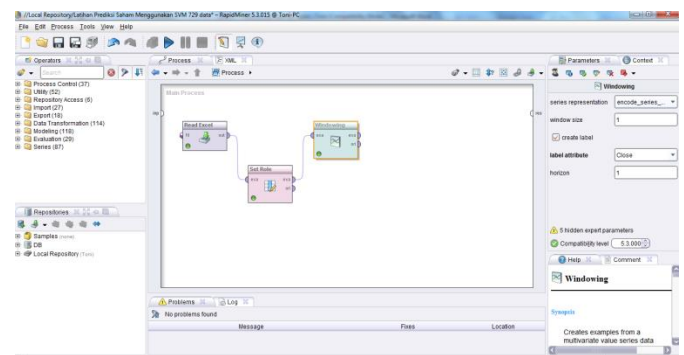 //Local Repository/Latihan Prediksi Saham Menggunakan SVM 729 data* – RapidMiner 5.3.015 @ Toni-PC
File Edit Process Tools View Help
Operators
Search
Process Control (37)
Utility (52)
Repository Access (6)
Import (27)
Export (18)
Data Transformation (114)
Modeling (118)
Evaluation (29)
Series (87)
Repositories
Samples (none)
DB
Local Repository (Toni)
Process
XML
Process
Main Process
Read Excel
Set Role
Windowing
Problems
Log
No problems found
Message Fixes Location
Parameters
Context
Windowing
series representation encode_series_...
window size 1
create label
label attribute Close
horizon 1
5 hidden expert parameters
Compatibility level 5.3.000
Help
Comment
Windowing
Synopsis
Creates examples from a
multivariate value series data